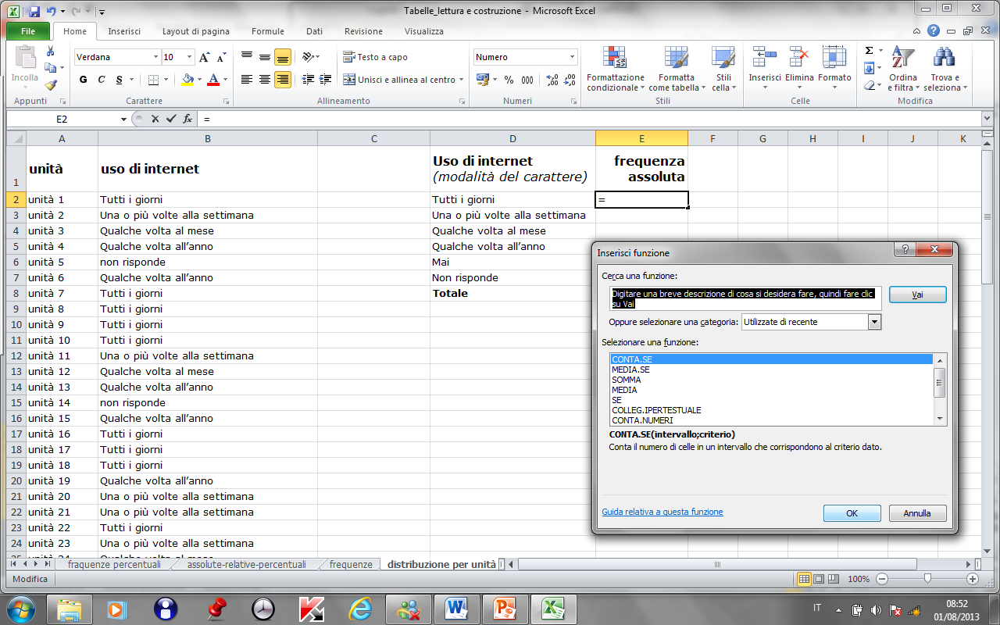 Tabelle_lettura e costruzione - Microsoft Excel
File Home Inserisci Layout di pagina Formule Dati Revisione Visualizza
Incolla
Verdana 10
G C S
Testo a capo
Unisci e allinea al centro
Numero
% 000
Formattazione condizionale
Formatta come tabella
Stili cella
Inserisci Elimina Formato
Ordina e filtra
Trova e seleziona
Appunti Carattere Allineamento Numeri Stili Celle Modifica
E2 fx =
A B C D E F G H I J K
1 unità uso di internet Uso di internet (modalità del carattere) frequenza assoluta
2 unità 1 Tutti i giorni Tutti i giorni =
3 unità 2 Una o più volte alla settimana Una o più volte alla settimana
4 unità 3 Qualche volta al mese Qualche volta al mese
5 unità 4 Qualche volta all’anno Qualche volta all’anno
6 unità 5 non risponde Mai
7 unità 6 Qualche volta all’anno Non risponde
8 unità 7 Tutti i giorni Totale
9 unità 8 Tutti i giorni
10 unità 9 Tutti i giorni
11 unità 10 Tutti i giorni
12 unità 11 Una o più volte alla settimana
13 unità 12 Qualche volta al mese
14 unità 13 Qualche volta all’anno
15 unità 14 non risponde
16 unità 15 Qualche volta all’anno
17 unità 16 Tutti i giorni
18 unità 17 Tutti i giorni
19 unità 18 Tutti i giorni
20 unità 19 Qualche volta all’anno
21 unità 20 Una o più volte alla settimana
22 unità 21 Una o più volte alla settimana
23 unità 22 Tutti i giorni
24 unità 23 Una o più volte alla settimana
Inserisci funzione
Cerca una funzione:
Digitare una breve descrizione di cosa si desidera fare, quindi fare clic
su Vai
Vai
Oppure selezionare una categoria: Utilizzate di recente
Selezionare una funzione:
CONTA.SE
MEDIA.SE
SOMMA
MEDIA
SE
COLLEG.IPERTESTUALE
CONTA.NUMERI
CONTA.SE(intervallo;criterio)
Conta il numero di celle in un intervallo che corrispondono al criterio dato.
Guida relativa a questa funzione
OK Annulla
fraquenze percentuali assolute-relative-percentuali frequenze distribuzione per unità
Modifica 100%
IT 08:52
01/08/2013